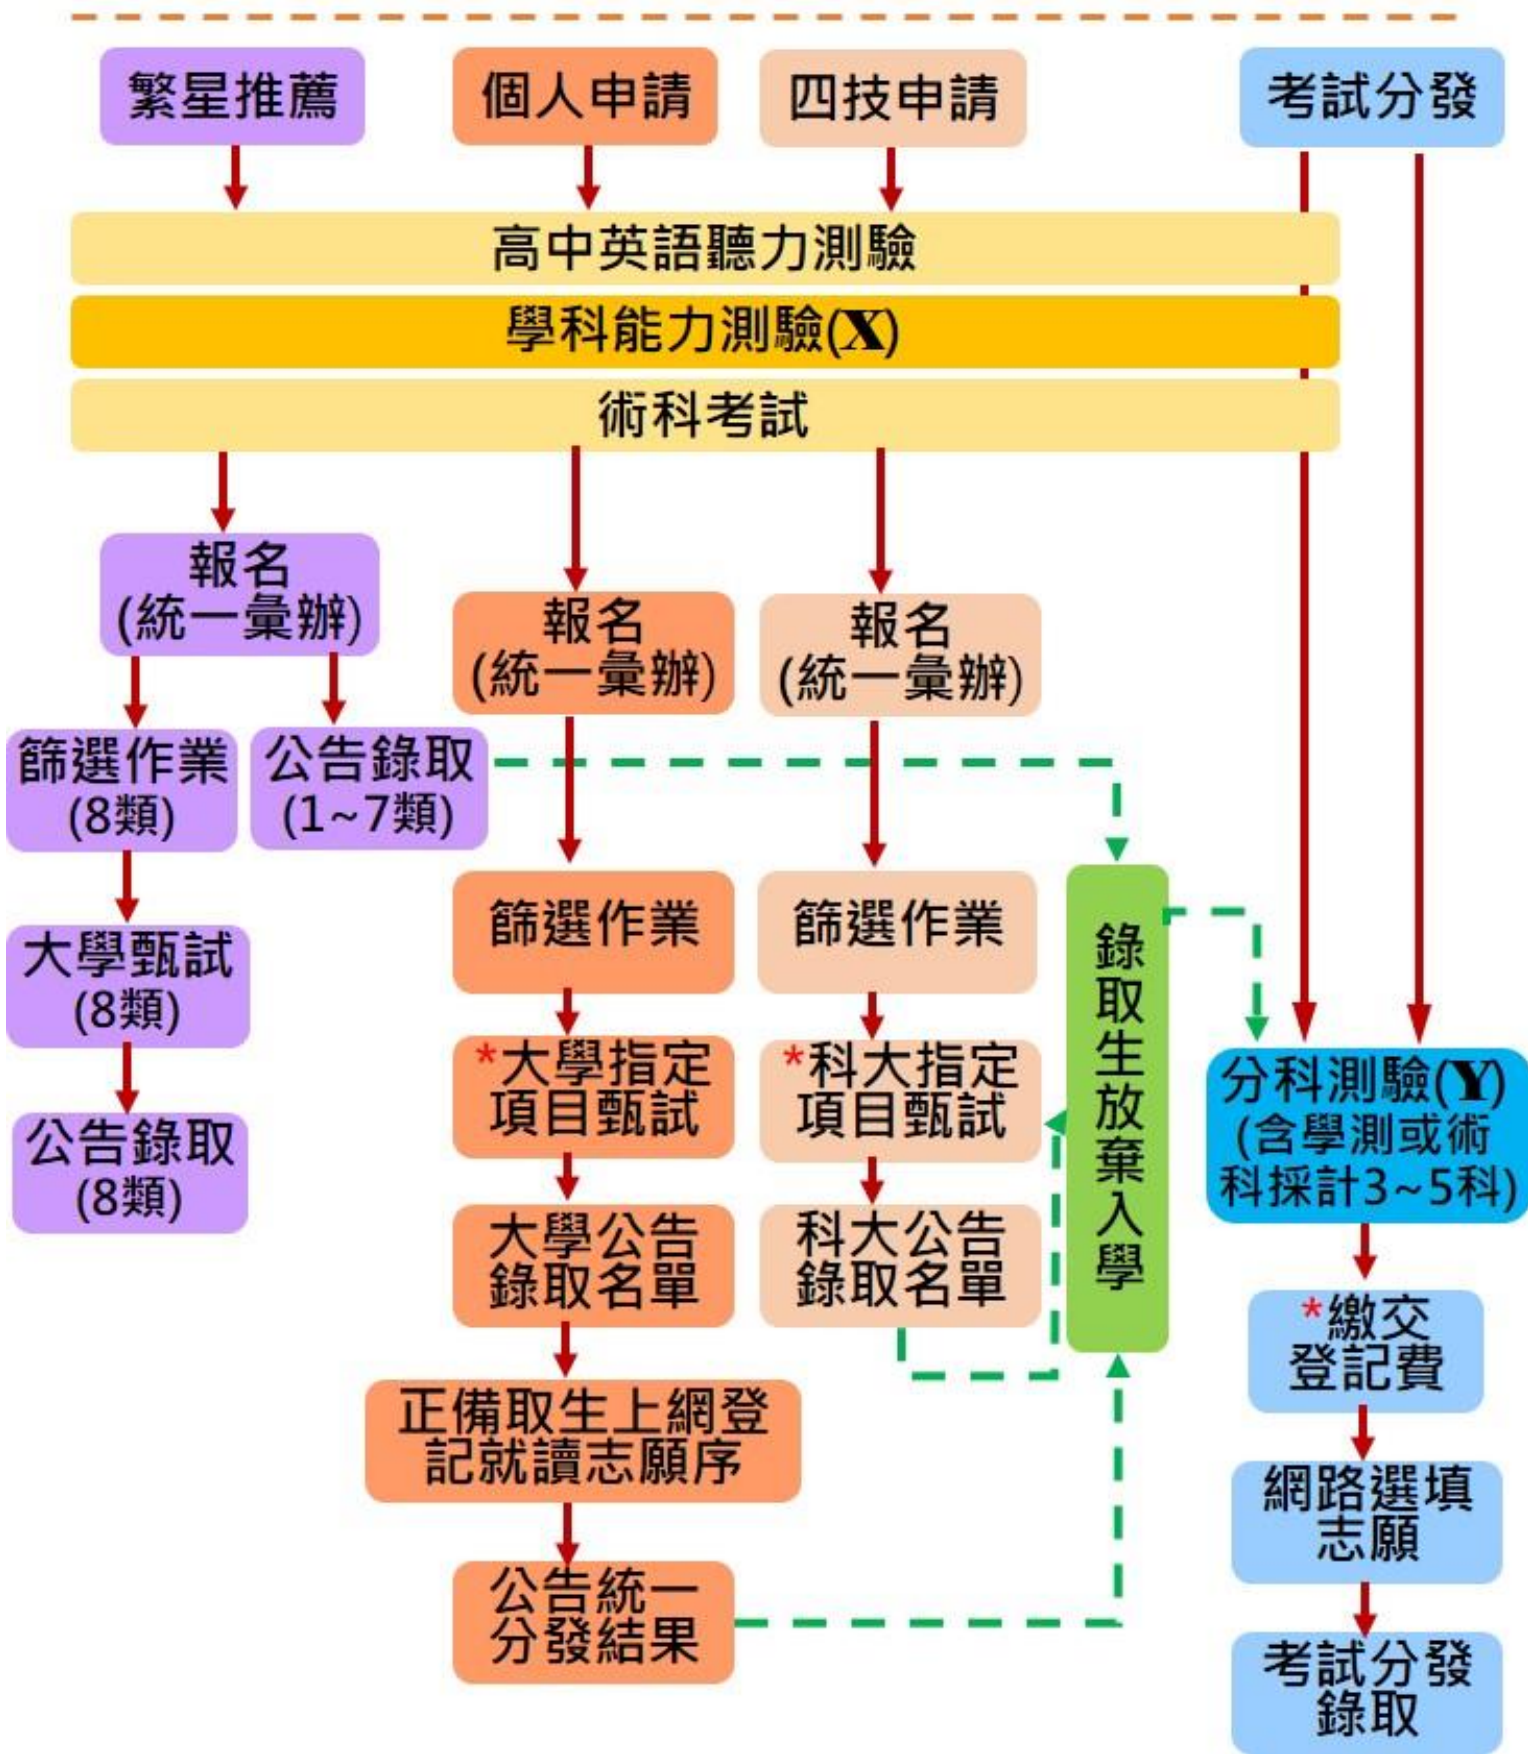 繁星推薦
個人申請
四技申請
考試分發
高中英語聽力測驗
學科能力測驗(X)
術科考試
報名
(統一彙辦)
報名
(統一彙辦)
報名
(統一彙辦)
篩選作業
(8類)
公告錄取
(1~7類)
大學甄試
(8類)
公告錄取
(8類)
篩選作業
*大學指定
項目甄試
大學公告
錄取名單
正備取生上網登
記就讀志願序
公告統一
分發結果
篩選作業
*科大指定
項目甄試
科大公告
錄取名單
錄取生放棄入學
分科測驗(Y)
(含學測或術
科採計3~5科)
*繳交
登記費
網路選填
志願
考試分發
錄取